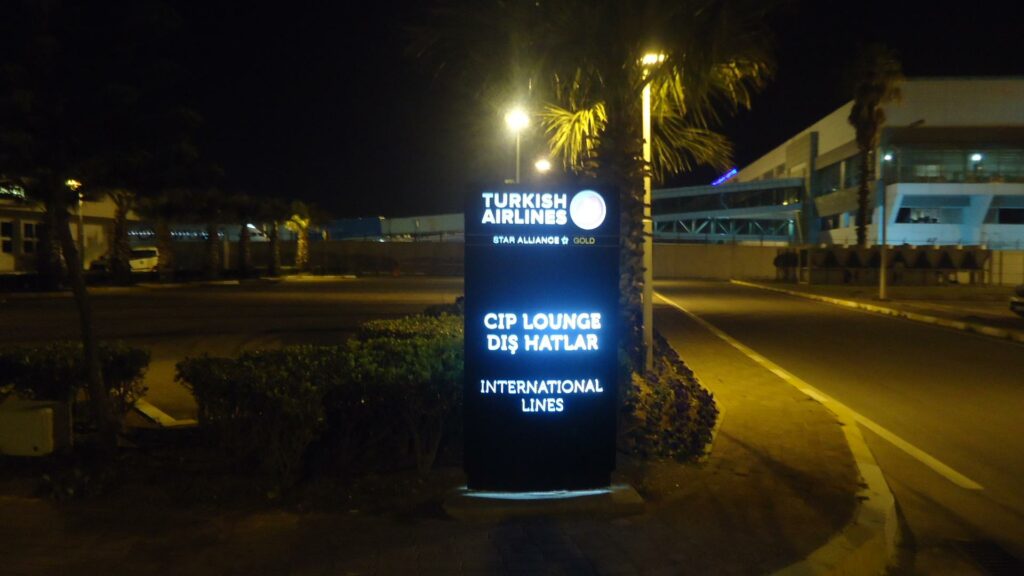 TURKISH
AIRLINES
STAR ALLIANCE GOLD
CIP LOUNGE
DIŞ HATLAR
INTERNATIONAL
LINES